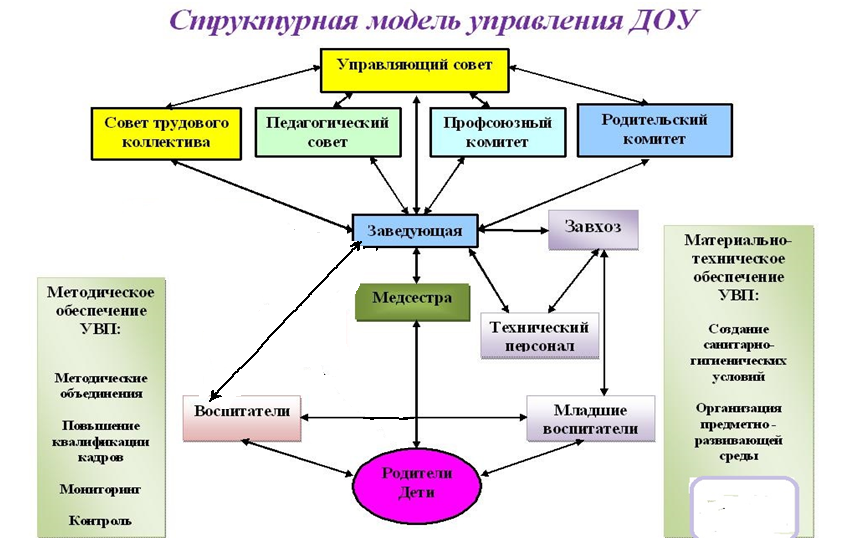 Структурная модель управления ДОУ
Управляющий совет
Совет трудового
коллектива
Педагогический
совет
Профсоюзный
комитет
Родительский
комитет
Заведующая
Завхоз
Медсестра
Технический
персонал
Методическое
обеспечение
УВП:
Методические
объединения
Повышение
квалификации
кадров
Мониторинг
Контроль
Воспитатели
Младшие
воспитатели
Родители
Дети
Материально-
техническое
обеспечение
УВП:
Создание
санитарно-
гигиенических
условий
Организация
предметно -
развивающей
среды